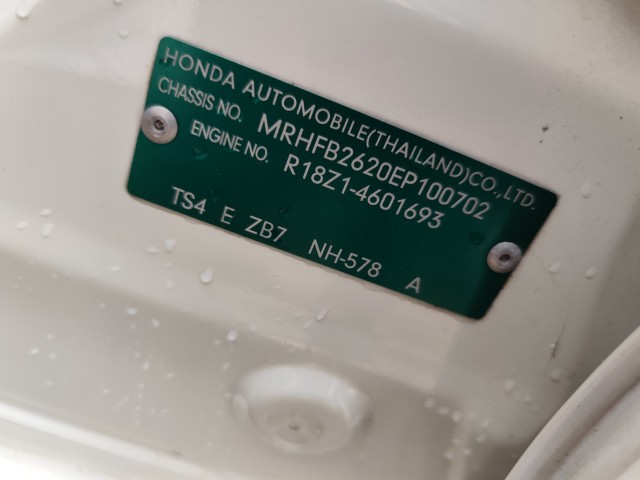 HONDA AUTOMOBILE(THAILAND)CO.,LTD.
CHASSIS NO. MRHFB2620EP100702
ENGINE NO. R18Z1-4601693
TS4 E ZB7 NH-578 A